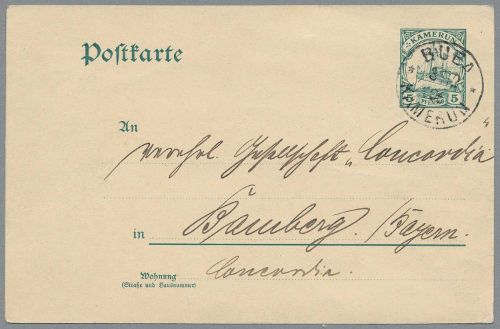 Postkarte
KAMERUN
5 5
BUEA
KAMERUN
An
verehrl. Gesellschaft „Concordia“
in Bamberg. /Bayern.
Wohnung
(Straße und Hausnummer)
Concordia.